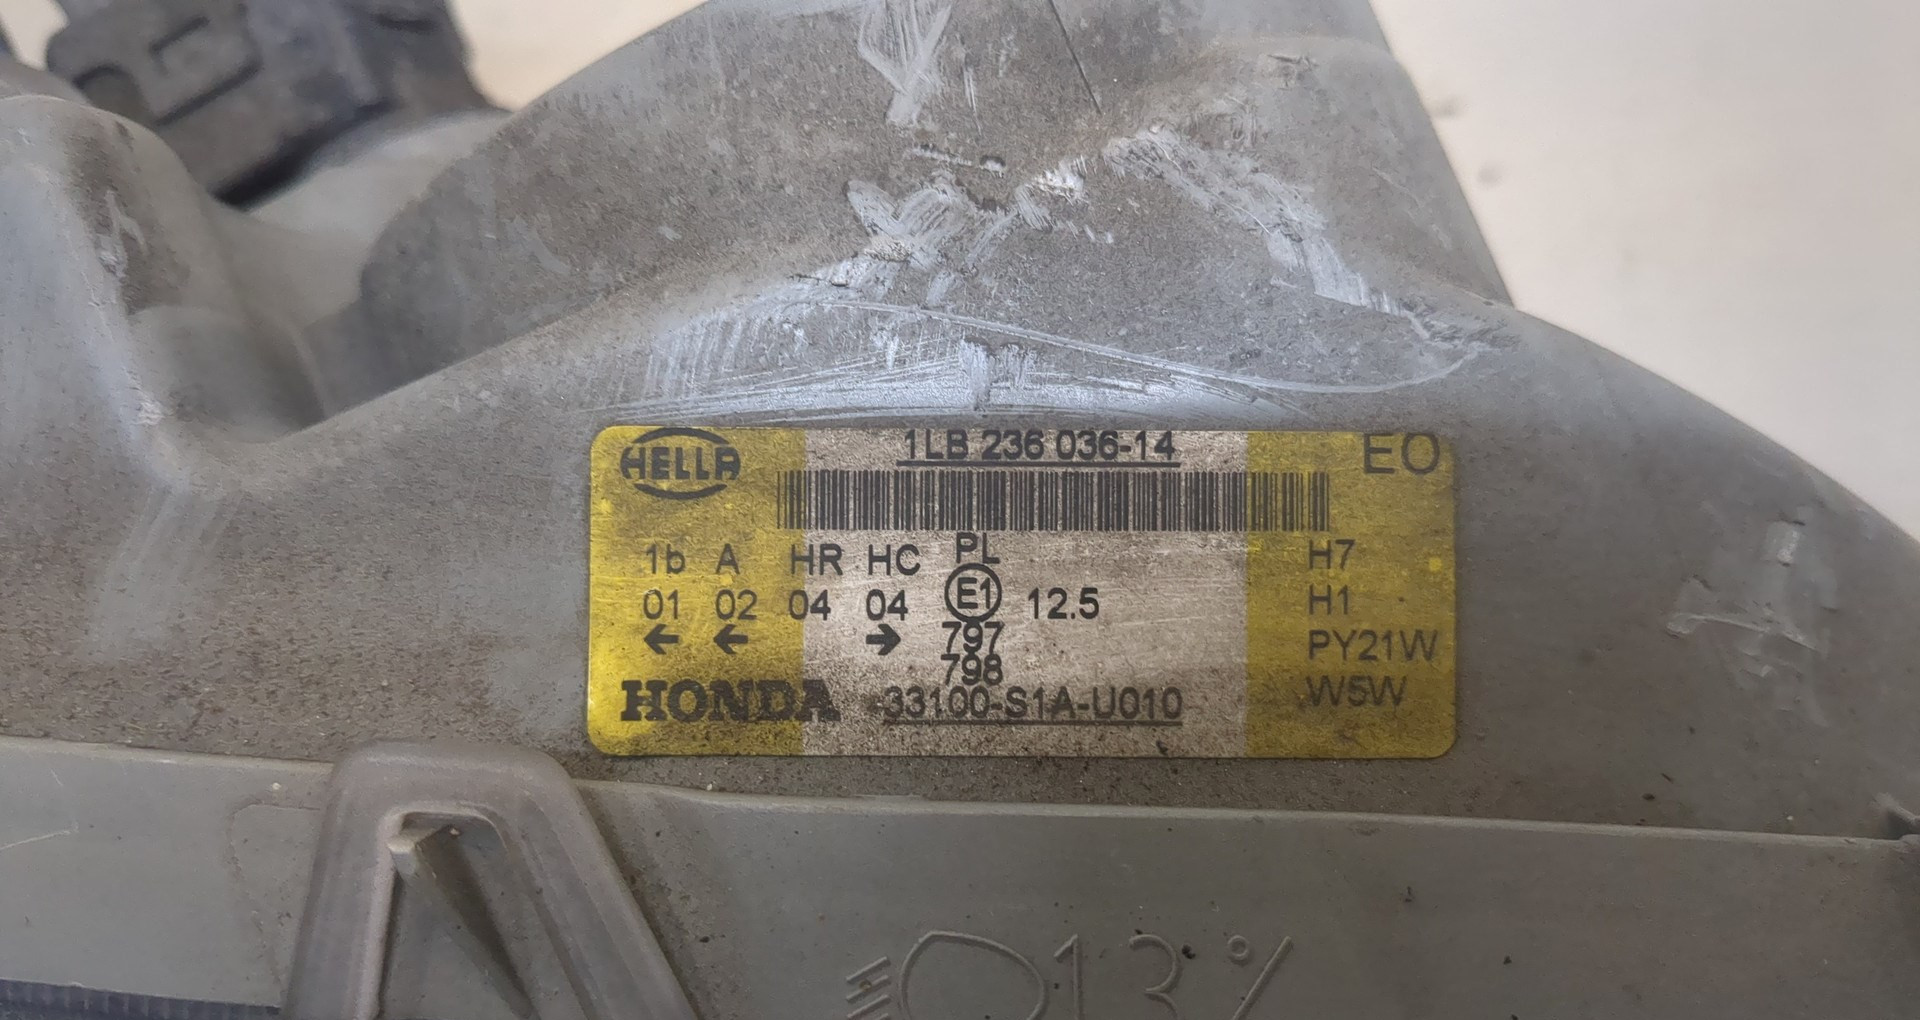 HELLA 1LB 236 036-14 EO
1b A HR HC PL H7
01 02 04 04 E1 12.5 H1
← ← → 797 PY21W
798
HONDA 33100-S1A-U010 W5W
013%